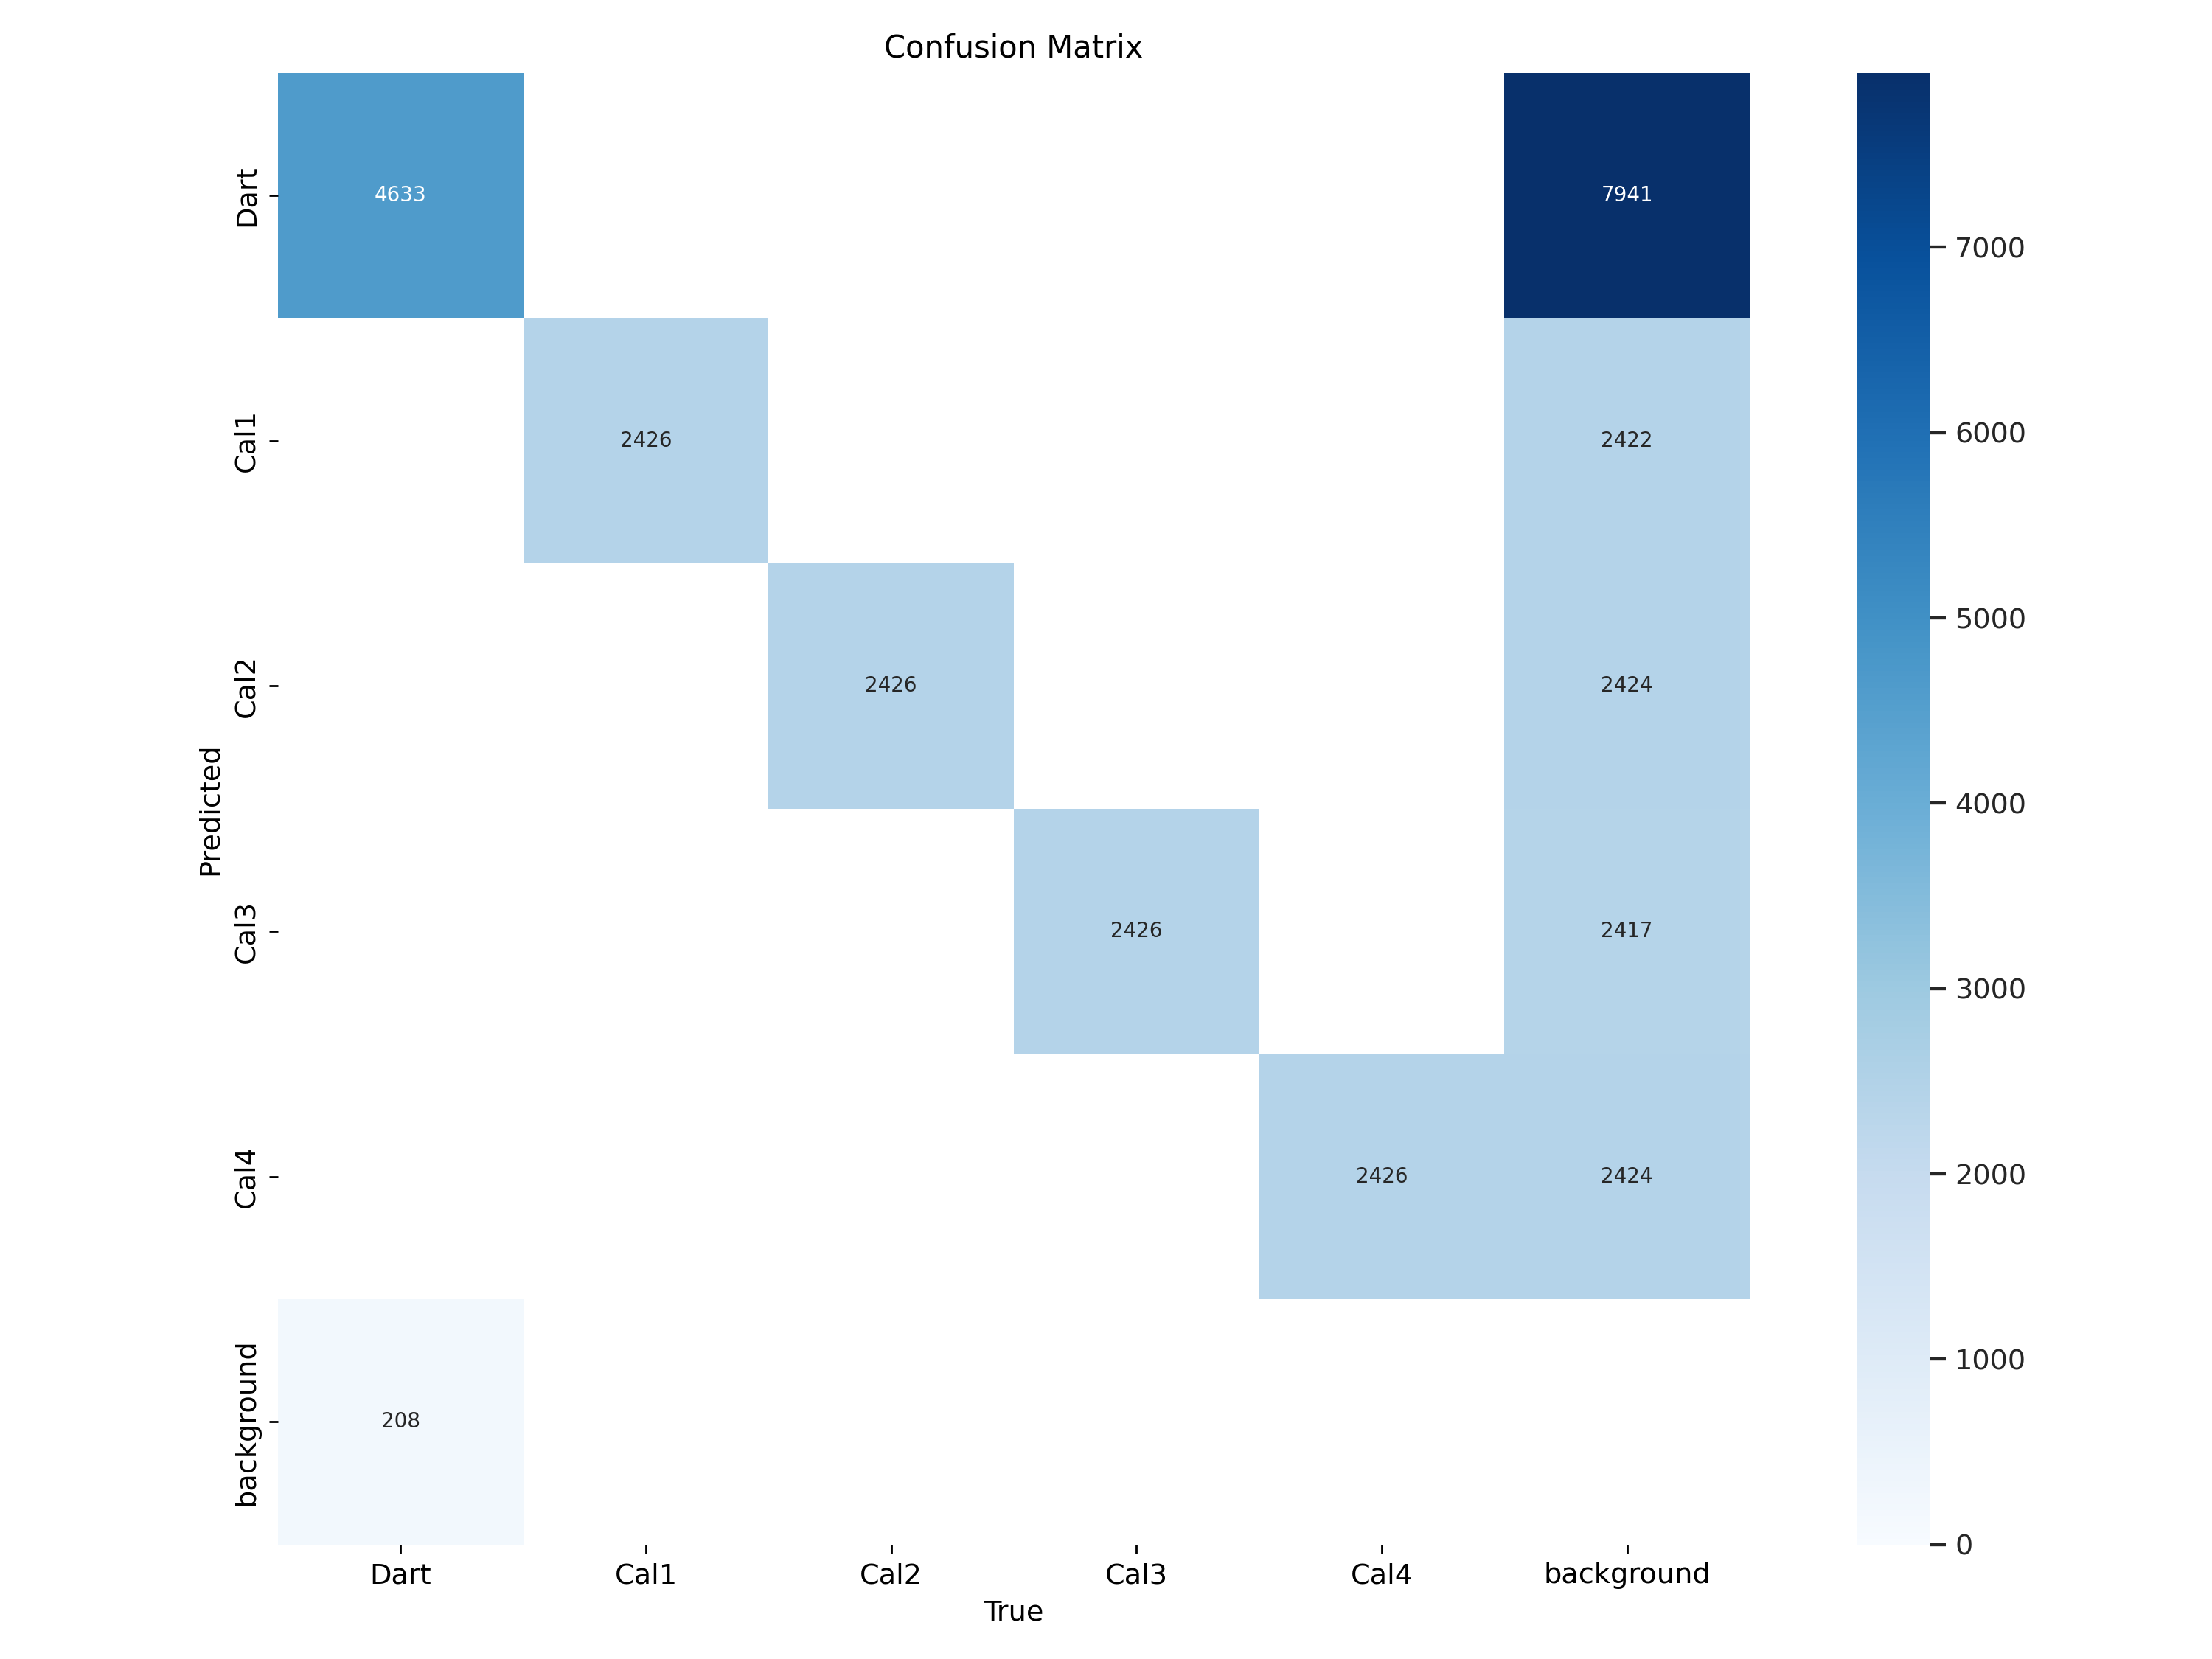 Confusion Matrix
Predicted
Dart
4633
7941
Cal1
2426
2422
Cal2
2426
2424
Cal3
2426
2417
Cal4
2426
2424
background
208
Dart
Cal1
Cal2
Cal3
Cal4
background
True
7000
6000
5000
4000
3000
2000
1000
0